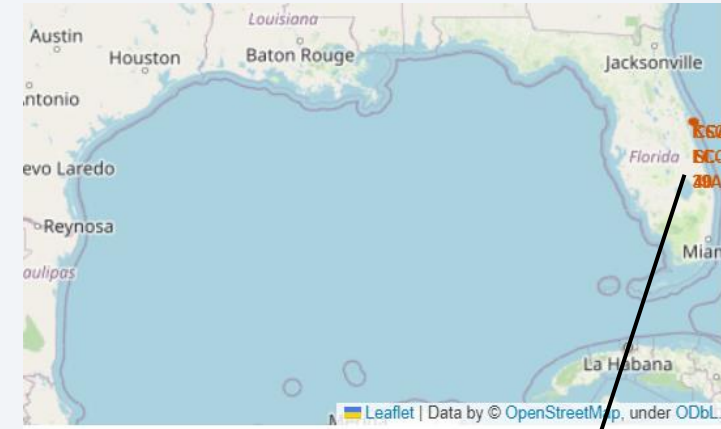 Louisiana
Austin
Houston
Baton Rouge
Jacksonville
ntonio
Florida
evo Laredo
Reynosa
Mian
aulipas
La Habana
Leaflet | Data by © OpenStreetMap, under ODbL.